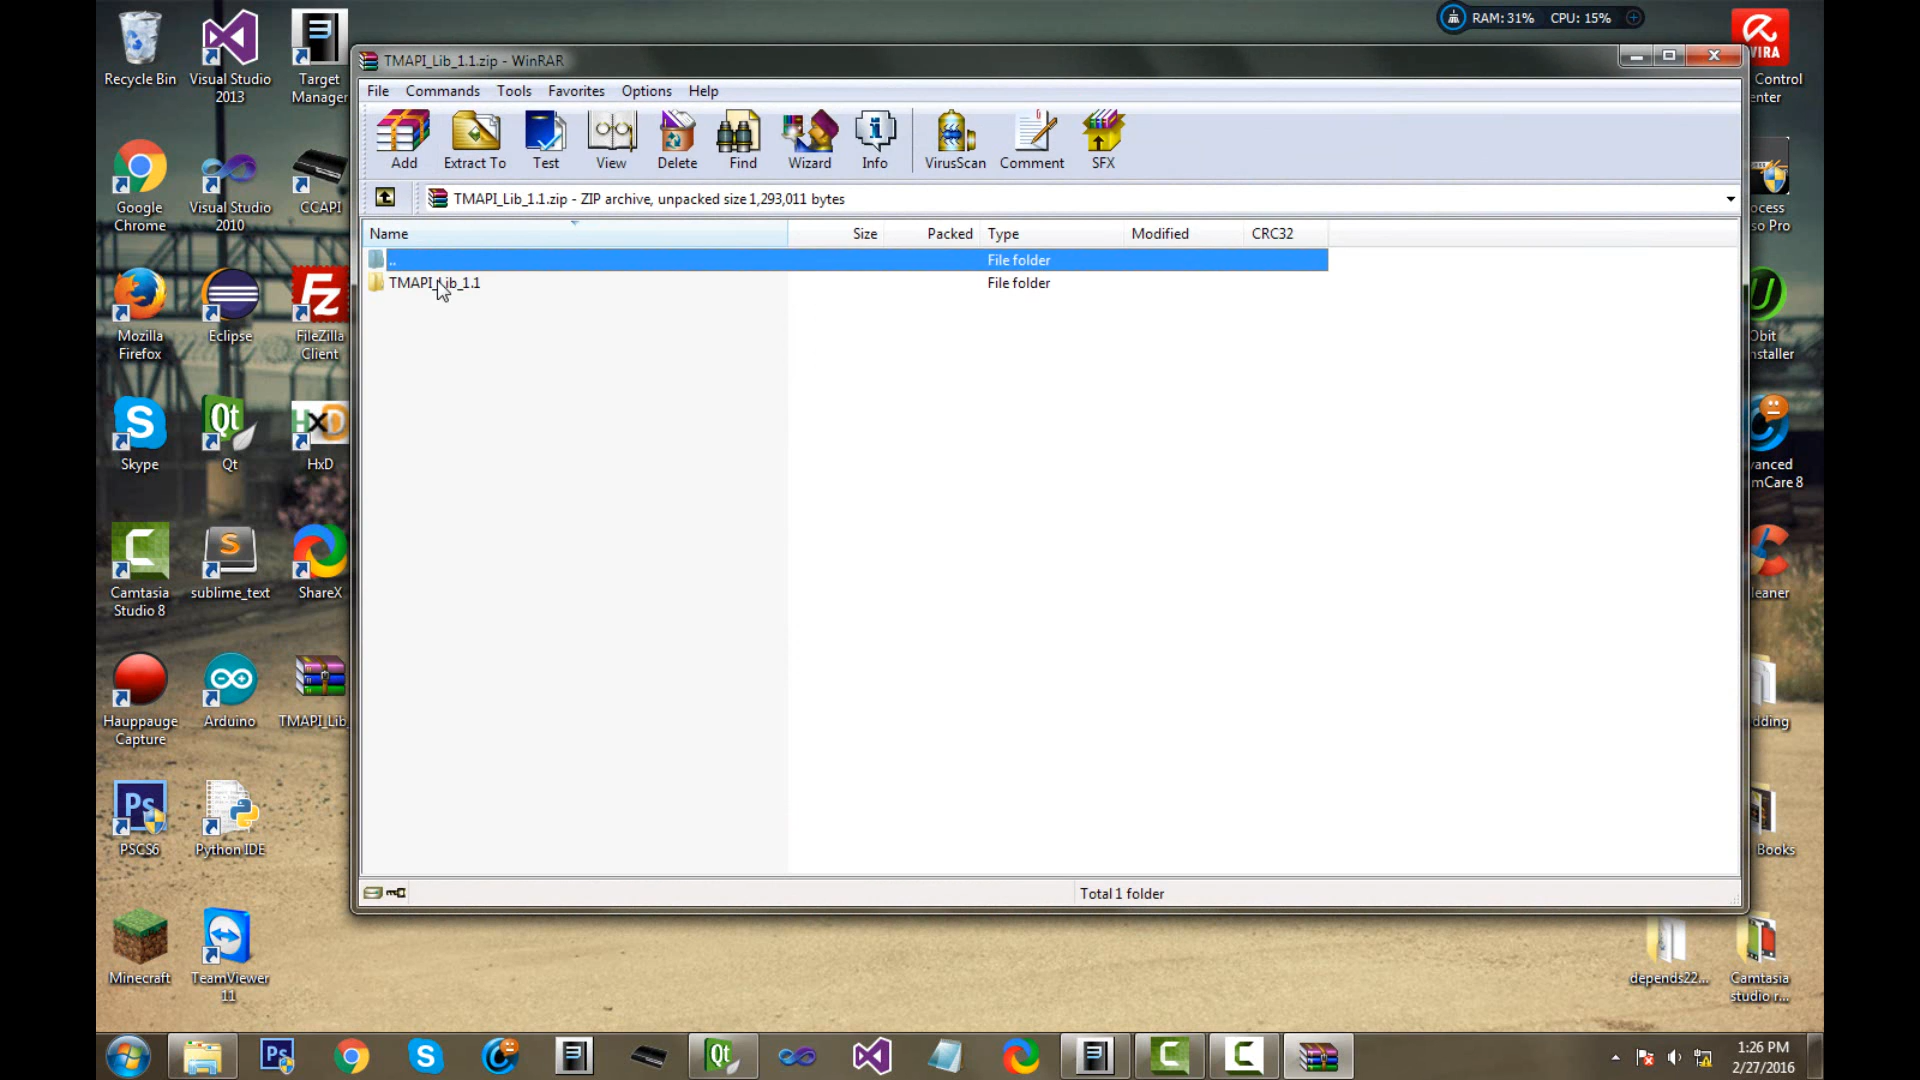 RAM: 31% CPU: 15%
Recycle Bin
Visual Studio
2013
Target
Manager
TMAPI_Lib_1.1.zip - WinRAR
File Commands Tools Favorites Options Help
Add Extract To Test View Delete Find Wizard Info VirusScan Comment SFX
TMAPI_Lib_1.1.zip - ZIP archive, unpacked size 1,293,011 bytes
Name Size Packed Type Modified CRC32
.. File folder
TMAPI_Lib_1.1 File folder
Total 1 folder
Google
Chrome
Visual Studio
2010
CCAPI
Mozilla
Firefox
Eclipse
FileZilla
Client
Skype
Qt
HxD
Camtasia
Studio 8
sublime_text
ShareX
Hauppauge
Capture
Arduino
TMAPI_Lib_
PSCS6
Python IDE
Minecraft
TeamViewer
11
VIRA
Control
enter
ocess
so Pro
Obit
nstaller
vanced
mCare 8
leaner
dding
Books
depends22...
Camtasia
studio r...
1:26 PM
2/27/2016